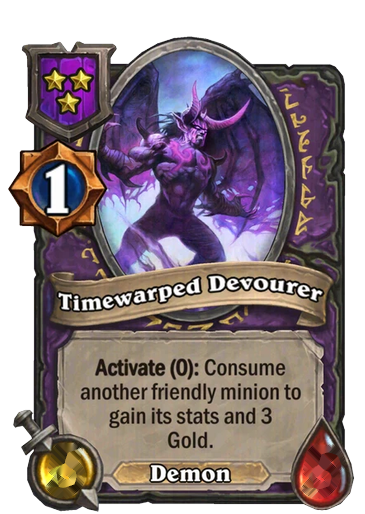 1
Timewarped Devourer
Activate (0): Consume
another friendly minion to
gain its stats and 3
Gold.
Demon